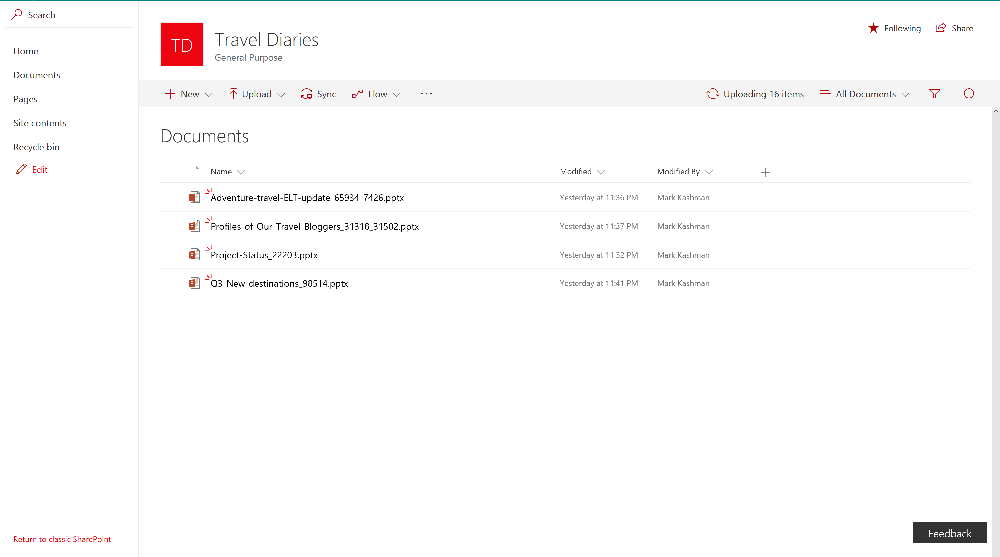 Search
Home
Documents
Pages
Site contents
Recycle bin
Edit
Return to classic SharePoint
TD
Travel Diaries
General Purpose
Following
Share
New
Upload
Sync
Flow
...
Uploading 16 items
All Documents
Documents
Name Modified Modified By
Adventure-travel-ELT-update_65934_7426.pptx Yesterday at 11:36 PM Mark Kashman
Profiles-of-Our-Travel-Bloggers_31318_31502.pptx Yesterday at 11:37 PM Mark Kashman
Project-Status_22203.pptx Yesterday at 11:32 PM Mark Kashman
Q3-New-destinations_98514.pptx Yesterday at 11:41 PM Mark Kashman
Feedback